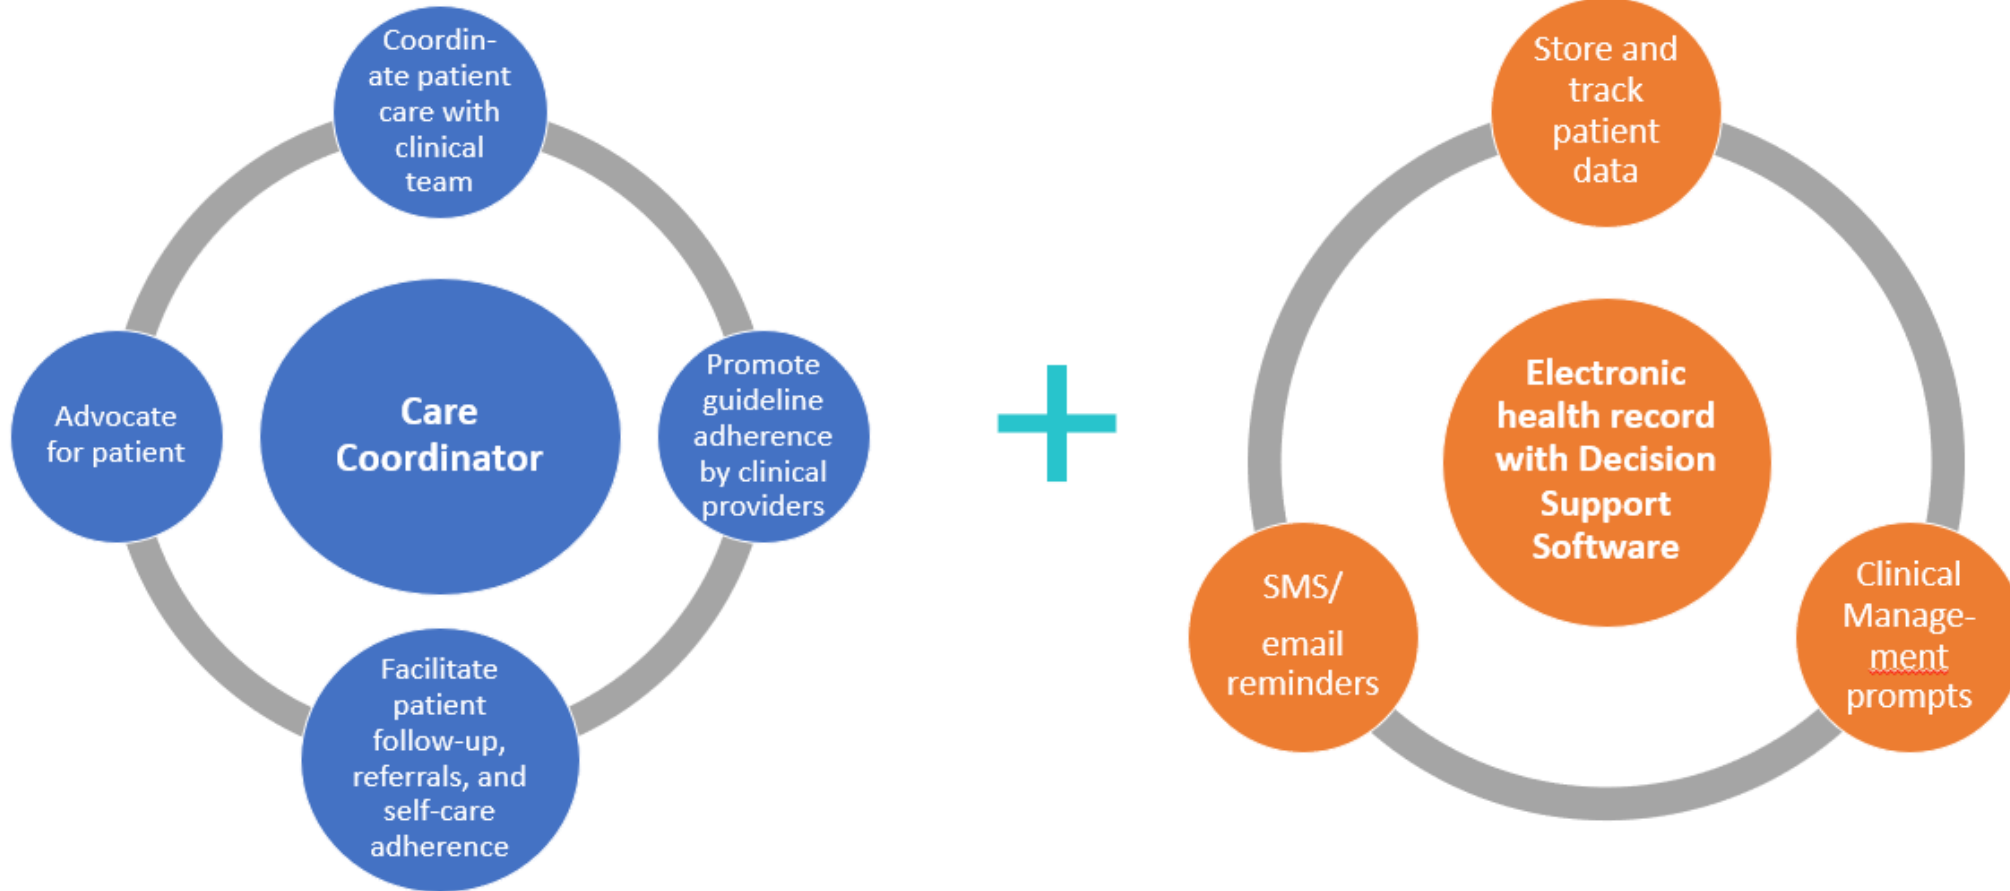 Coordin-
ate patient
care with
clinical
team
Advocate
for patient
Care
Coordinator
Promote
guideline
adherence
by clinical
providers
Facilitate
patient
follow-up,
referrals, and
self-care
adherence
Store and
track
patient
data
Electronic
health record
with Decision
Support
Software
SMS/
email
reminders
Clinical
Manage-
ment
prompts